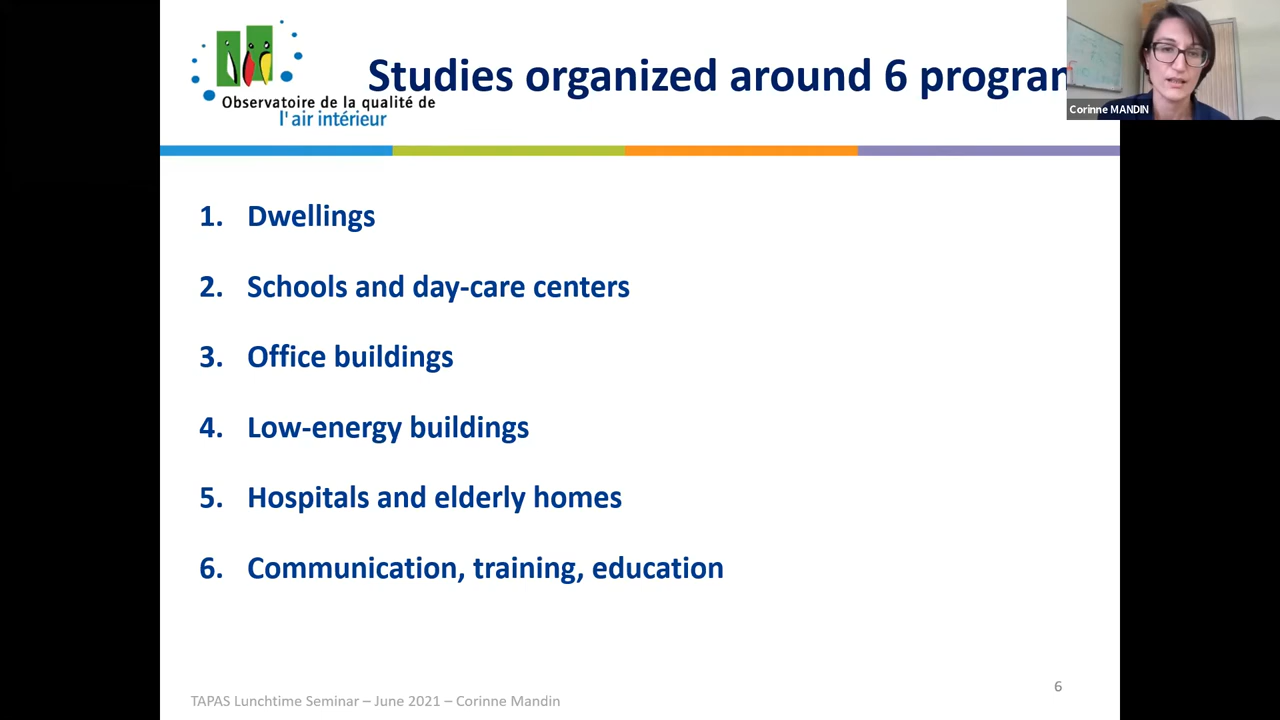 Studies organized around 6 program
Corinne MANDIN
Observatoire de la qualité de
l'air intérieur
1. Dwellings
2. Schools and day-care centers
3. Office buildings
4. Low-energy buildings
5. Hospitals and elderly homes
6. Communication, training, education
6
TAPAS Lunchtime Seminar – June 2021 – Corinne Mandin